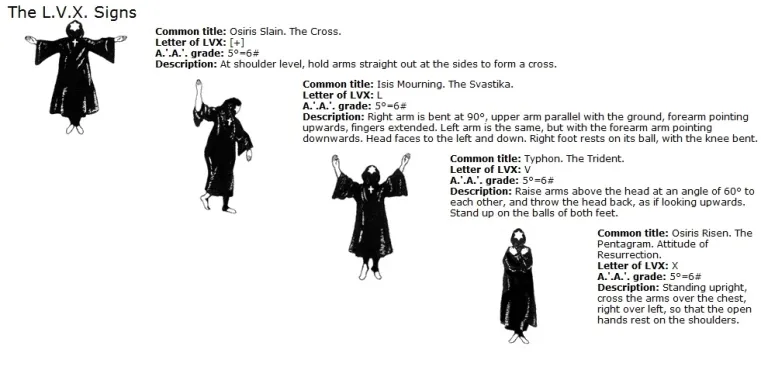 The L.V.X. Signs
Common title: Osiris Slain. The Cross.
Letter of LVX: [+]
A.'.A.'. grade: 5º=6#
Description: At shoulder level, hold arms straight out at the sides to form a cross.
Common title: Isis Mourning. The Svastika.
Letter of LVX: L
A.'.A.'. grade: 5º=6#
Description: Right arm is bent at 90º, upper arm parallel with the ground, forearm pointing
upwards, fingers extended. Left arm is the same, but with the forearm arm pointing
downwards. Head faces to the left and down. Right foot rests on its ball, with the knee bent.
Common title: Typhon. The Trident.
Letter of LVX: V
A.'.A.'. grade: 5º=6#
Description: Raise arms above the head at an angle of 60º to
each other, and throw the head back, as if looking upwards.
Stand up on the balls of both feet.
Common title: Osiris Risen. The
Pentagram. Attitude of
Resurrection.
Letter of LVX: X
A.'.A.'. grade: 5º=6#
Description: Standing upright,
cross the arms over the chest,
right over left, so that the open
hands rest on the shoulders.